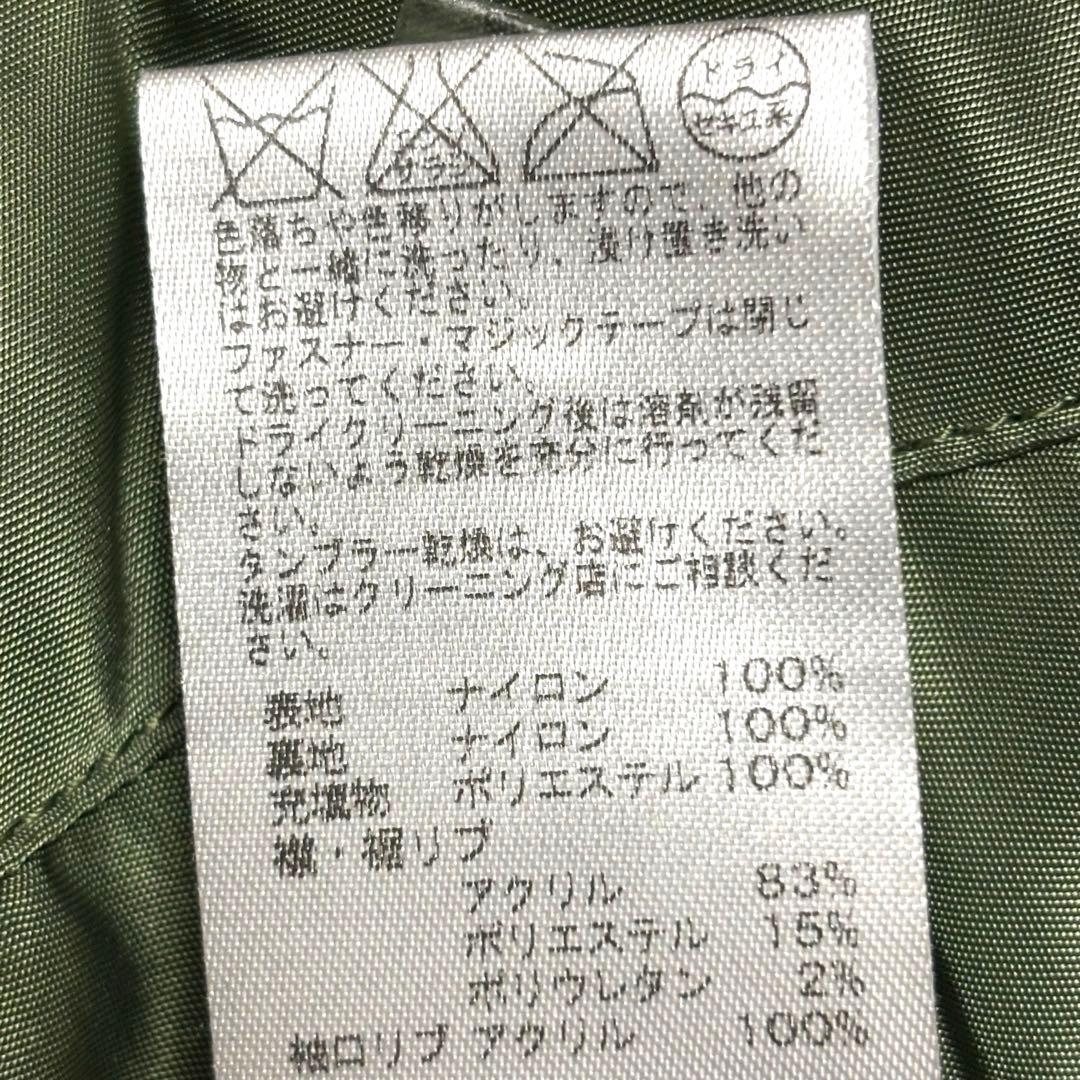 エンソ
サラシ
ドライ
セキユ系
色落ちや色移りがしますので、他の
物と一緒に洗ったり、漬け置き洗い
はお避けください。
ファスナー・マジックテープは閉じ
て洗ってください。
ドライクリーニング後は溶剤が残留
しないよう乾燥を充分に行ってくだ
さい。
タンブラー乾燥は、お避けください。
洗濯はクリーニング店にご相談くだ
さい。
表地 ナイロン 100%
裏地 ナイロン 100%
充填物 ポリエステル 100%
襟・裾リブ
アクリル 83%
ポリエステル 15%
ポリウレタン 2%
袖口リブ アクリル 100%